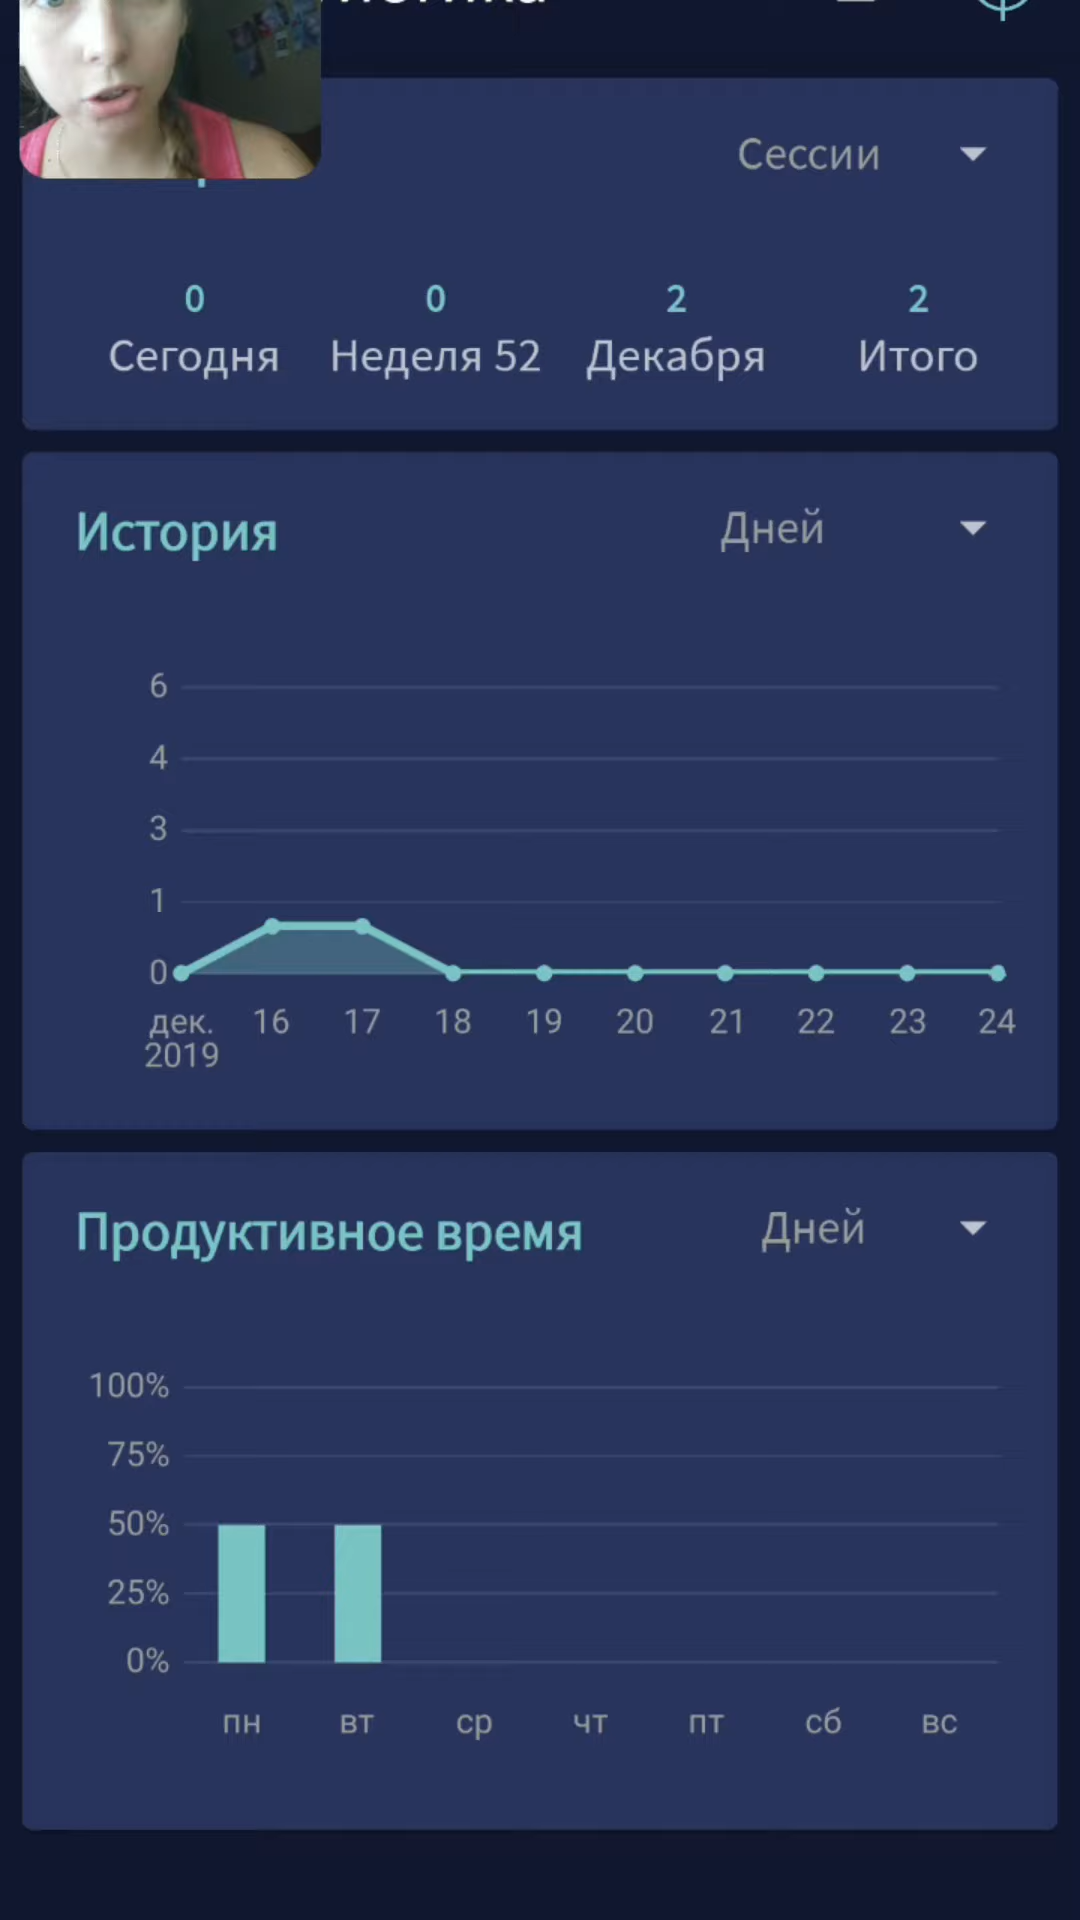 Сессии
0 0 2 2
Сегодня Неделя 52 Декабря Итого
История Дней
6
4
3
1
0
дек. 16 17 18 19 20 21 22 23 24
2019
Продуктивное время Дней
100%
75%
50%
25%
0%
пн вт ср чт пт сб вс